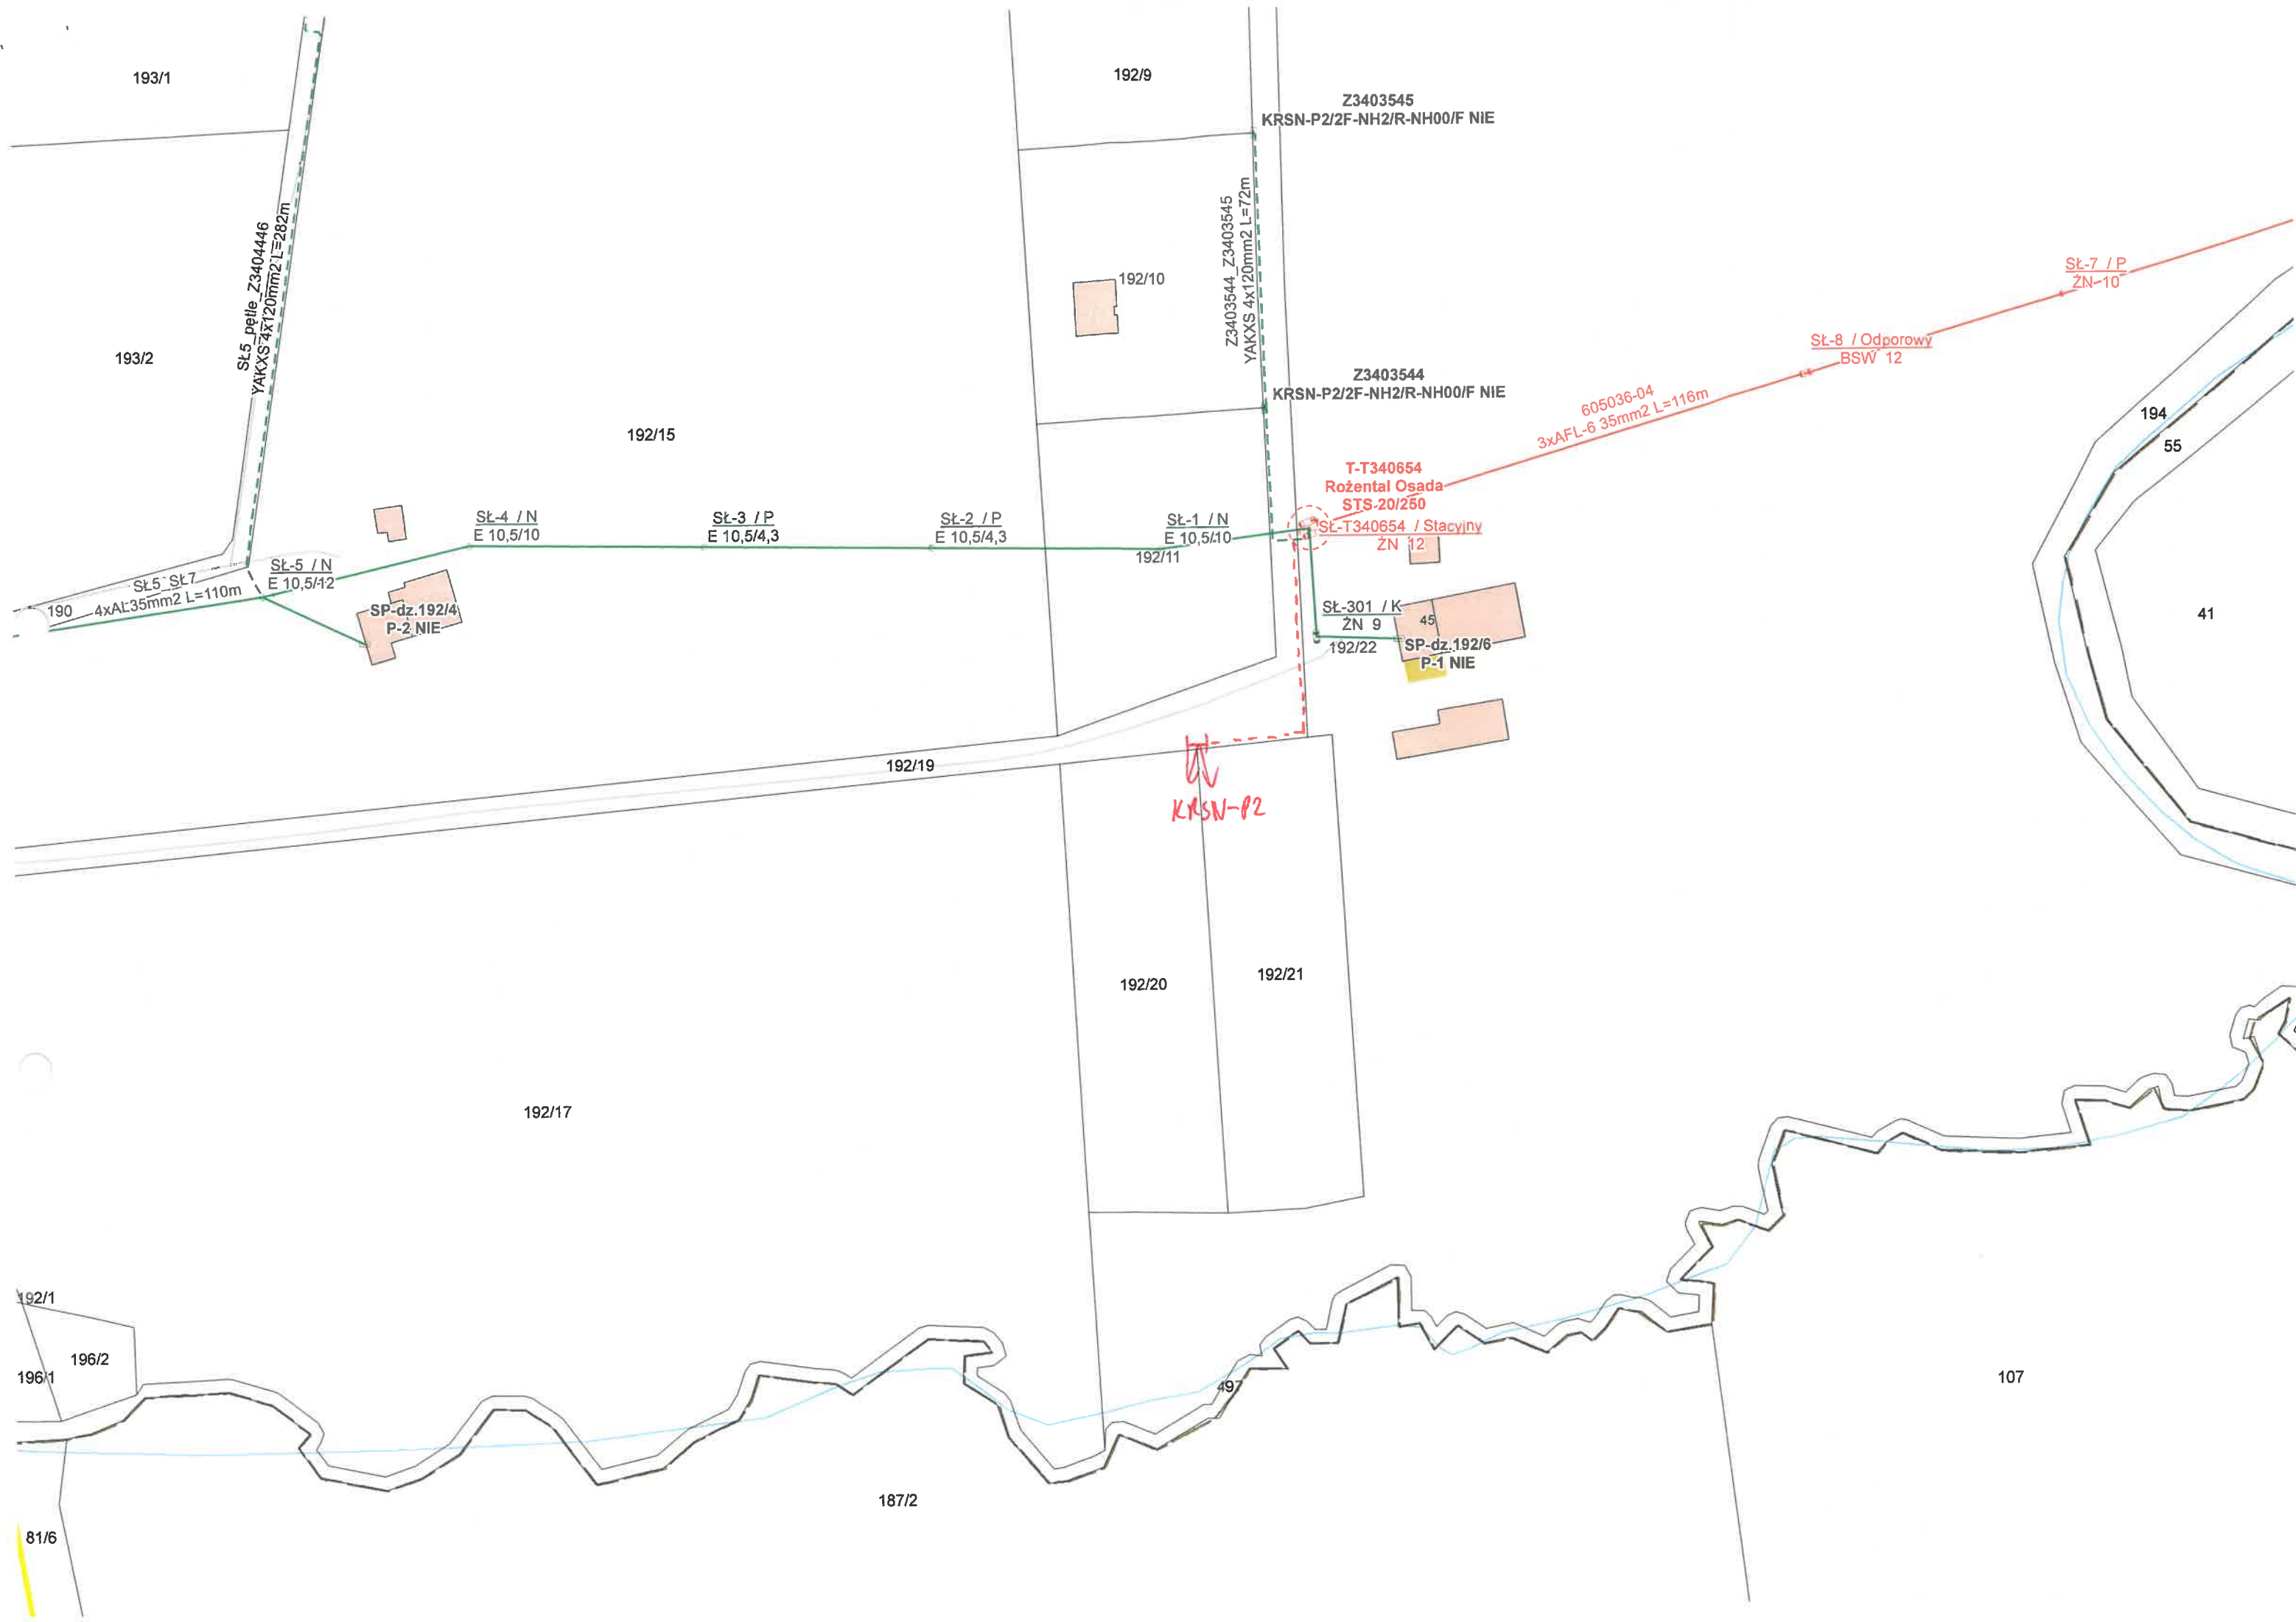 193/1
192/9
Z3403545
KRSN-P2/2F-NH2/R-NH00/F NIE
SŁ5_pętle_Z3404446
YAKXS 4x120mm2 L=282m
Z3403544_Z3403545
YAKXS 4x120mm2 L=72m
192/10
SŁ-7 / P
ŻN-10
SŁ-8 / Odporowy
BSW 12
193/2
Z3403544
KRSN-P2/2F-NH2/R-NH00/F NIE
605036-04
3xAFL-6 35mm2 L=116m
194
55
192/15
T-T340654
Rożental Osada
STS-20/250
SŁ-T340654 / Stacyjny
ŻN 12
SŁ-4 / N
E 10,5/10
SŁ-3 / P
E 10,5/4,3
SŁ-2 / P
E 10,5/4,3
SŁ-1 / N
E 10,5/10
192/11
SŁ-5 / N
E 10,5/12
SŁ5_SŁ7
4xAL35mm2 L=110m
190
SP-dz.192/4
P-2 NIE
SŁ-301 / K
ŻN 9
45
192/22
SP-dz.192/6
P-1 NIE
41
192/19
KRSN-P2
192/20
192/21
192/17
192/1
196/2
196/1
497
107
187/2
81/6